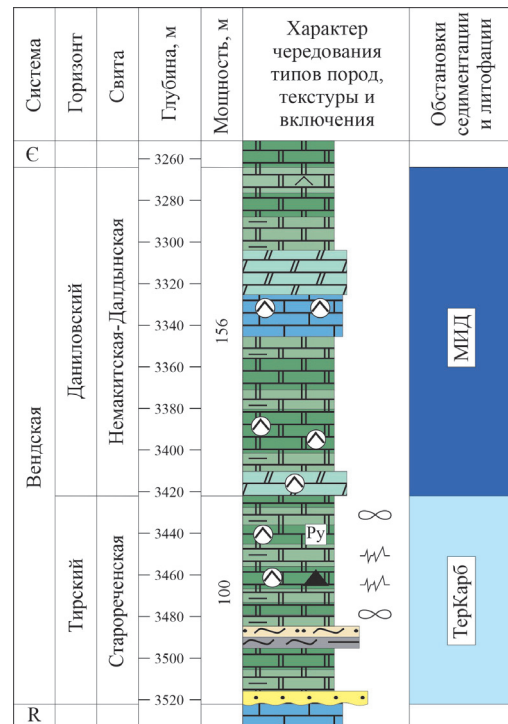 Система
Горизонт
Свита
Глубина, м
Мощность, м
Характер
чередования
типов пород,
текстуры и
включения
Обстановки
седиментации
и литофации
Є
Вендская
R
Даниловский
Тирский
Немакитская-Далдынская
Старореченская
3260
3280
3300
3320
3340
3360
3380
3400
3420
3440
3460
3480
3500
3520
156
100
Ру
МИД
ТерКарб